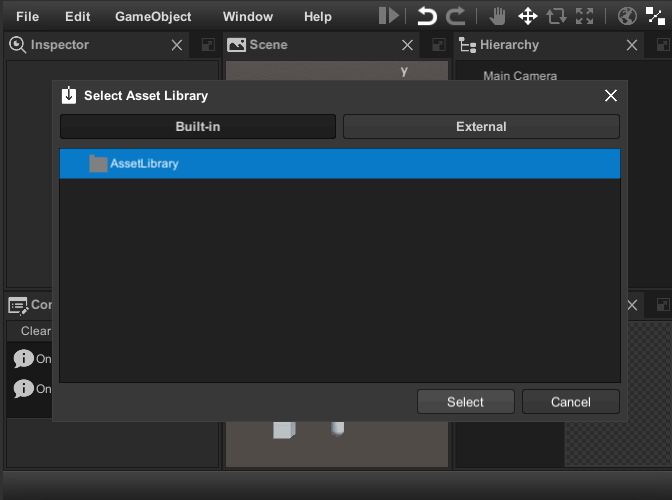 File Edit GameObject Window Help
Inspector Scene Hierarchy
y
Main Camera
Select Asset Library
Built-in External
AssetLibrary
Con
Clear
On
On
Select Cancel